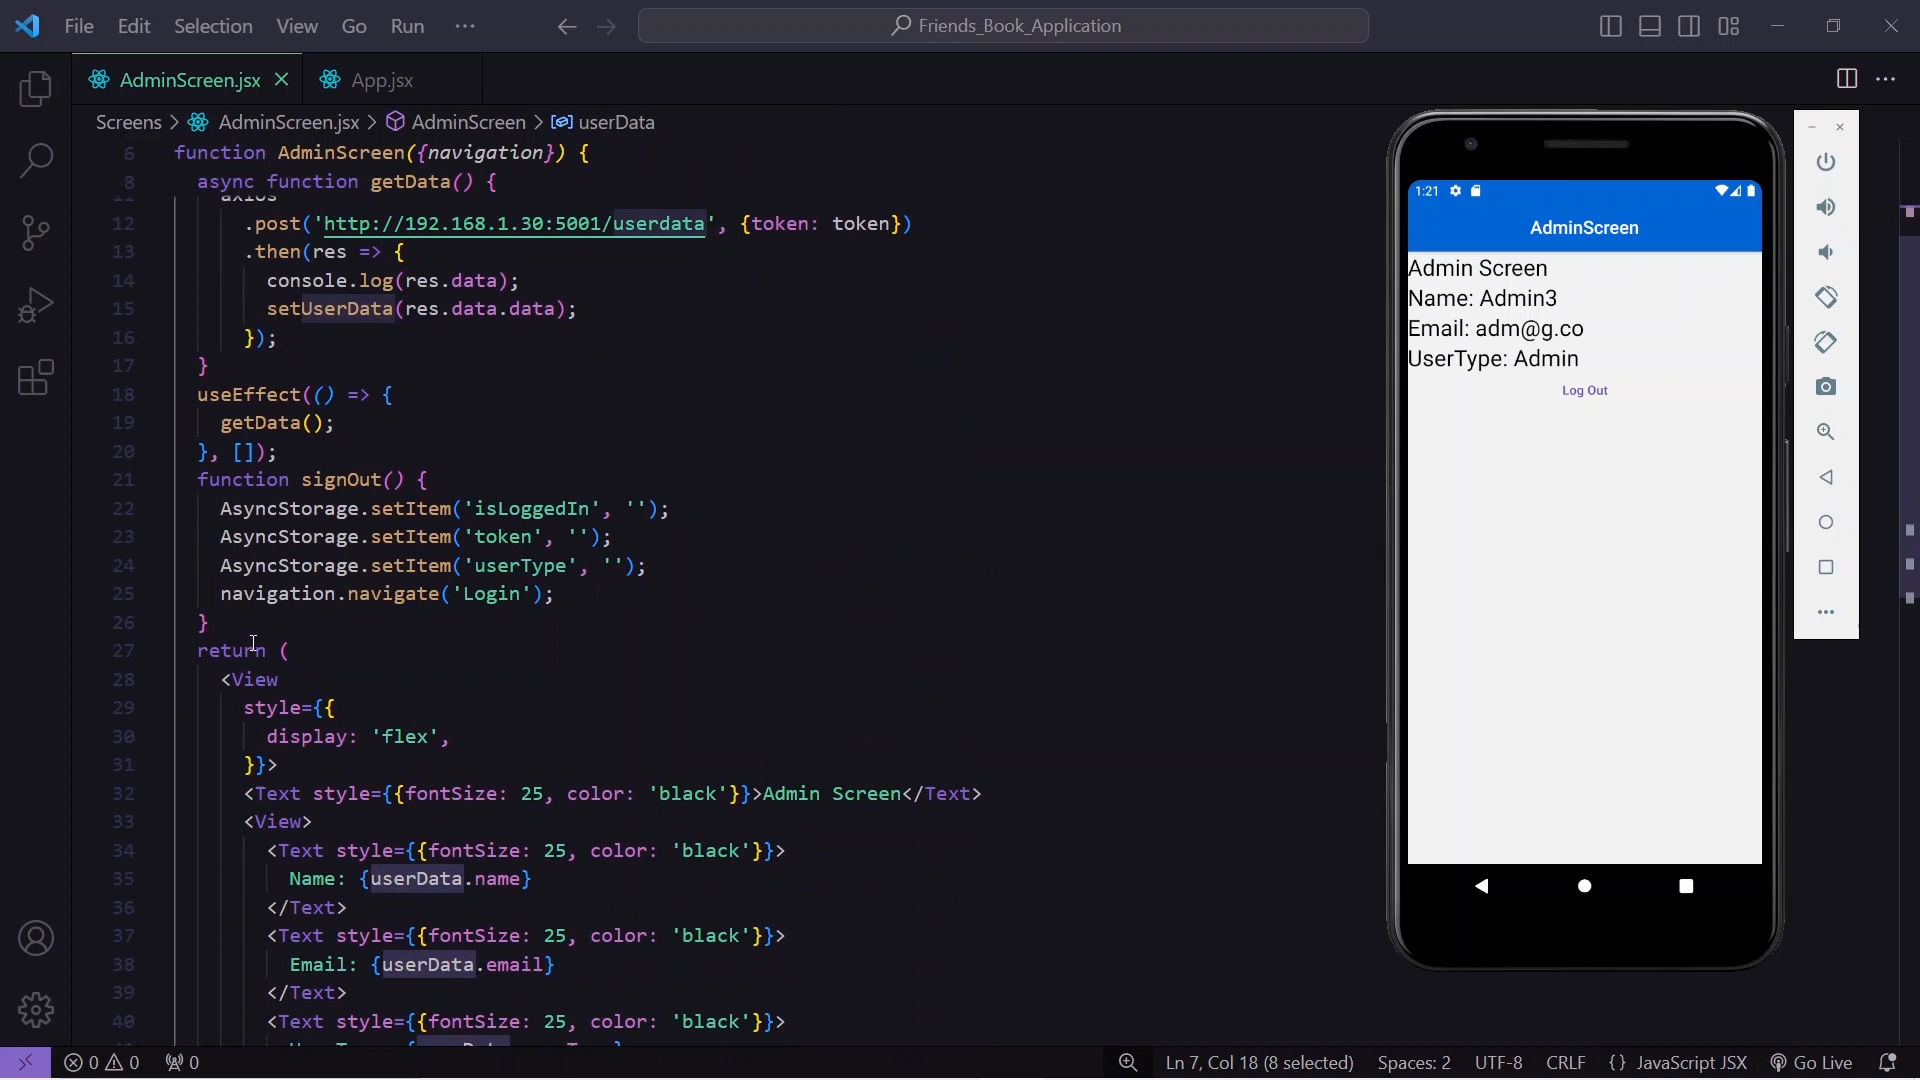 File Edit Selection View Go Run ···
Friends_Book_Application
AdminScreen.jsx
App.jsx
Screens > AdminScreen.jsx > AdminScreen > userData
6 function AdminScreen({navigation}) {
8 async function getData() {
11 axios
12 .post('http://192.168.1.30:5001/userdata', {token: token})
13 .then(res => {
14 console.log(res.data);
15 setUserData(res.data.data);
16 });
17 }
18 useEffect(() => {
19 getData();
20 }, []);
21 function signOut() {
22 AsyncStorage.setItem('isLoggedIn', '');
23 AsyncStorage.setItem('token', '');
24 AsyncStorage.setItem('userType', '');
25 navigation.navigate('Login');
26 }
27 return (
28 <View
29 style={{
30 display: 'flex',
31 }}>
32 <Text style={{fontSize: 25, color: 'black'}}>Admin Screen</Text>
33 <View>
34 <Text style={{fontSize: 25, color: 'black'}}>
35 Name: {userData.name}
36 </Text>
37 <Text style={{fontSize: 25, color: 'black'}}>
38 Email: {userData.email}
39 </Text>
40 <Text style={{fontSize: 25, color: 'black'}}>
1:21
AdminScreen
Admin Screen
Name: Admin3
Email: adm@g.co
UserType: Admin
Log Out
0 0 0
Ln 7, Col 18 (8 selected) Spaces: 2 UTF-8 CRLF {} JavaScript JSX Go Live